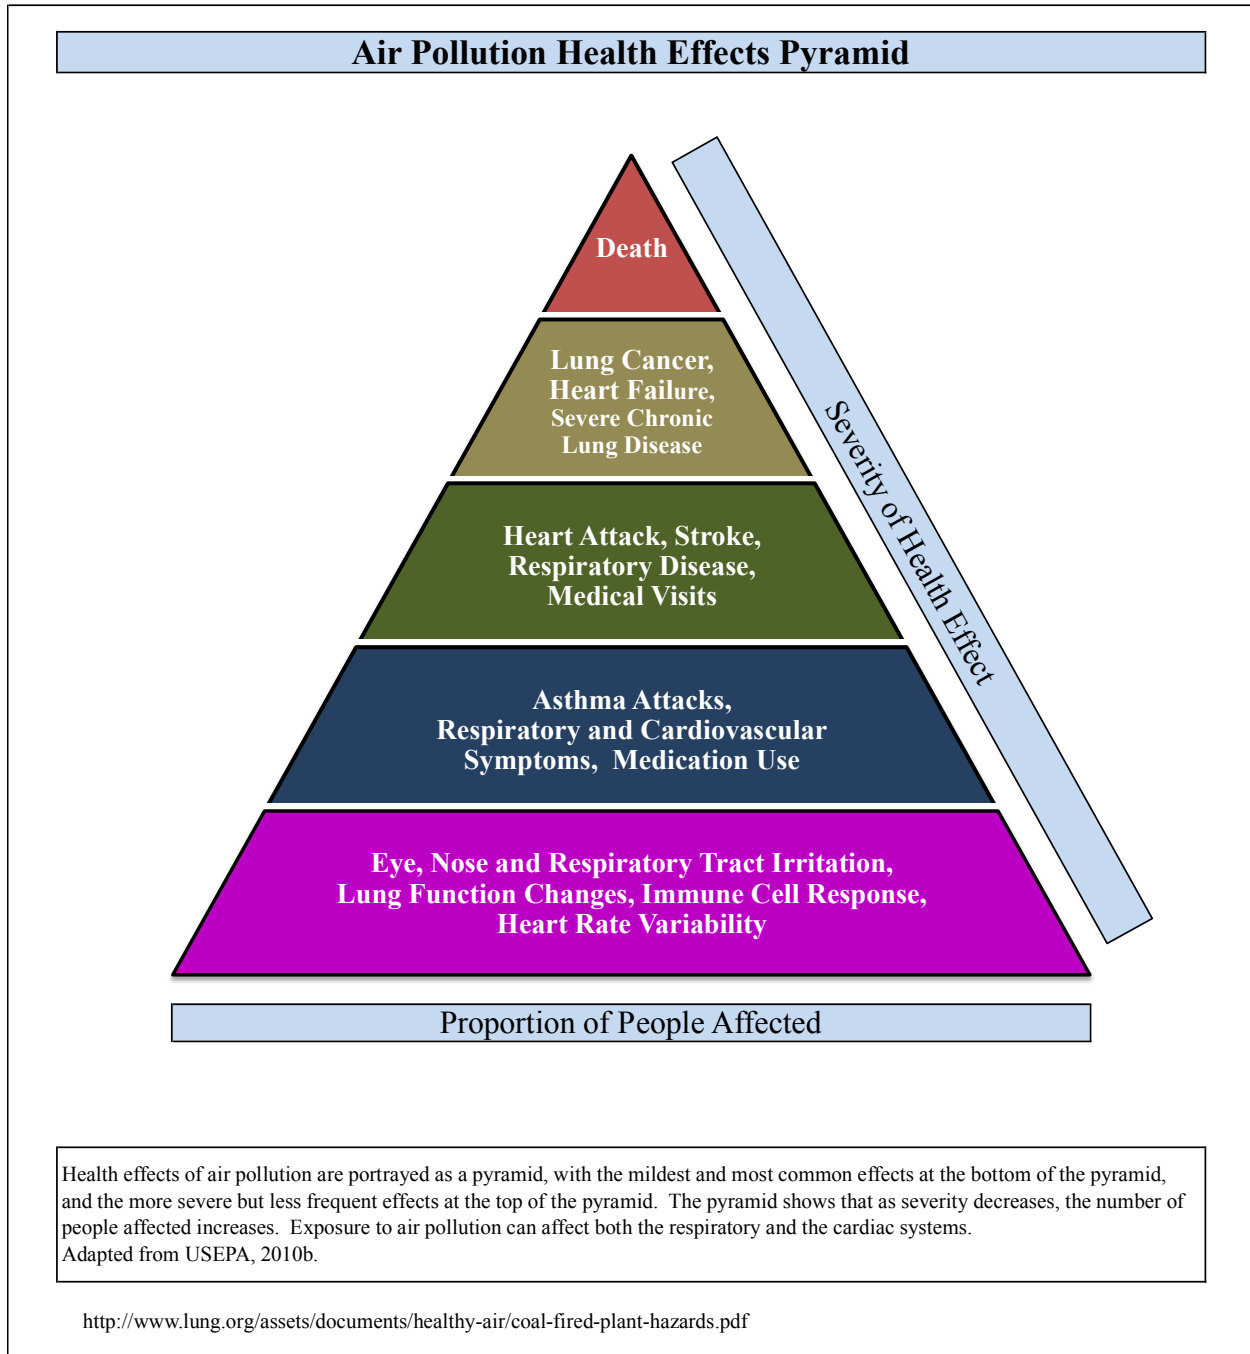 Air Pollution Health Effects Pyramid
Death
Lung Cancer,
Heart Failure,
Severe Chronic
Lung Disease
Heart Attack, Stroke,
Respiratory Disease,
Medical Visits
Asthma Attacks,
Respiratory and Cardiovascular
Symptoms,  Medication Use
Eye, Nose and Respiratory Tract Irritation,
Lung Function Changes, Immune Cell Response,
Heart Rate Variability
Severity of Health Effect
Proportion of People Affected
Health effects of air pollution are portrayed as a pyramid, with the mildest and most common effects at the bottom of the pyramid,
and the more severe but less frequent effects at the top of the pyramid.  The pyramid shows that as severity decreases, the number of
people affected increases.  Exposure to air pollution can affect both the respiratory and the cardiac systems.
Adapted from USEPA, 2010b.
http://www.lung.org/assets/documents/healthy-air/coal-fired-plant-hazards.pdf